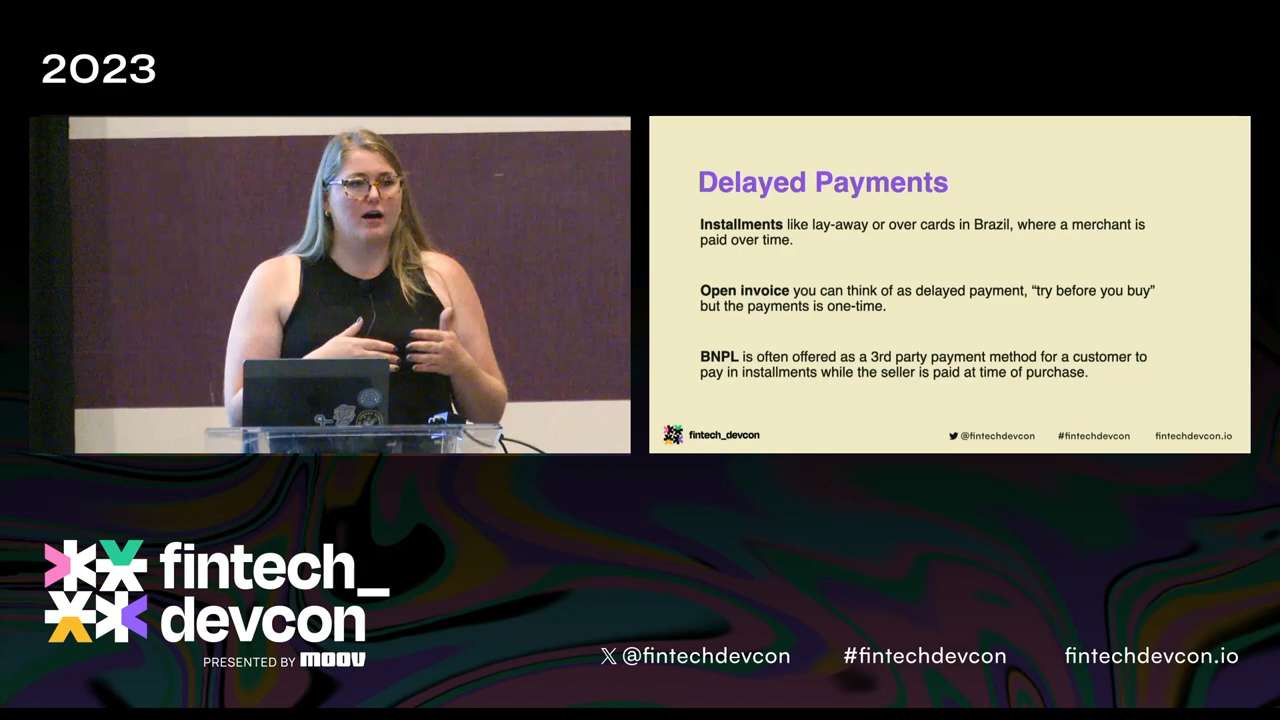 2023
Delayed Payments
Installments like lay-away or over cards in Brazil, where a merchant is
paid over time.
Open invoice you can think of as delayed payment, “try before you buy”
but the payments is one-time.
BNPL is often offered as a 3rd party payment method for a customer to
pay in installments while the seller is paid at time of purchase.
fintech_devcon
@fintechdevcon #fintechdevcon fintechdevcon.io
fintech_
devcon
PRESENTED BY moov
@fintechdevcon #fintechdevcon fintechdevcon.io